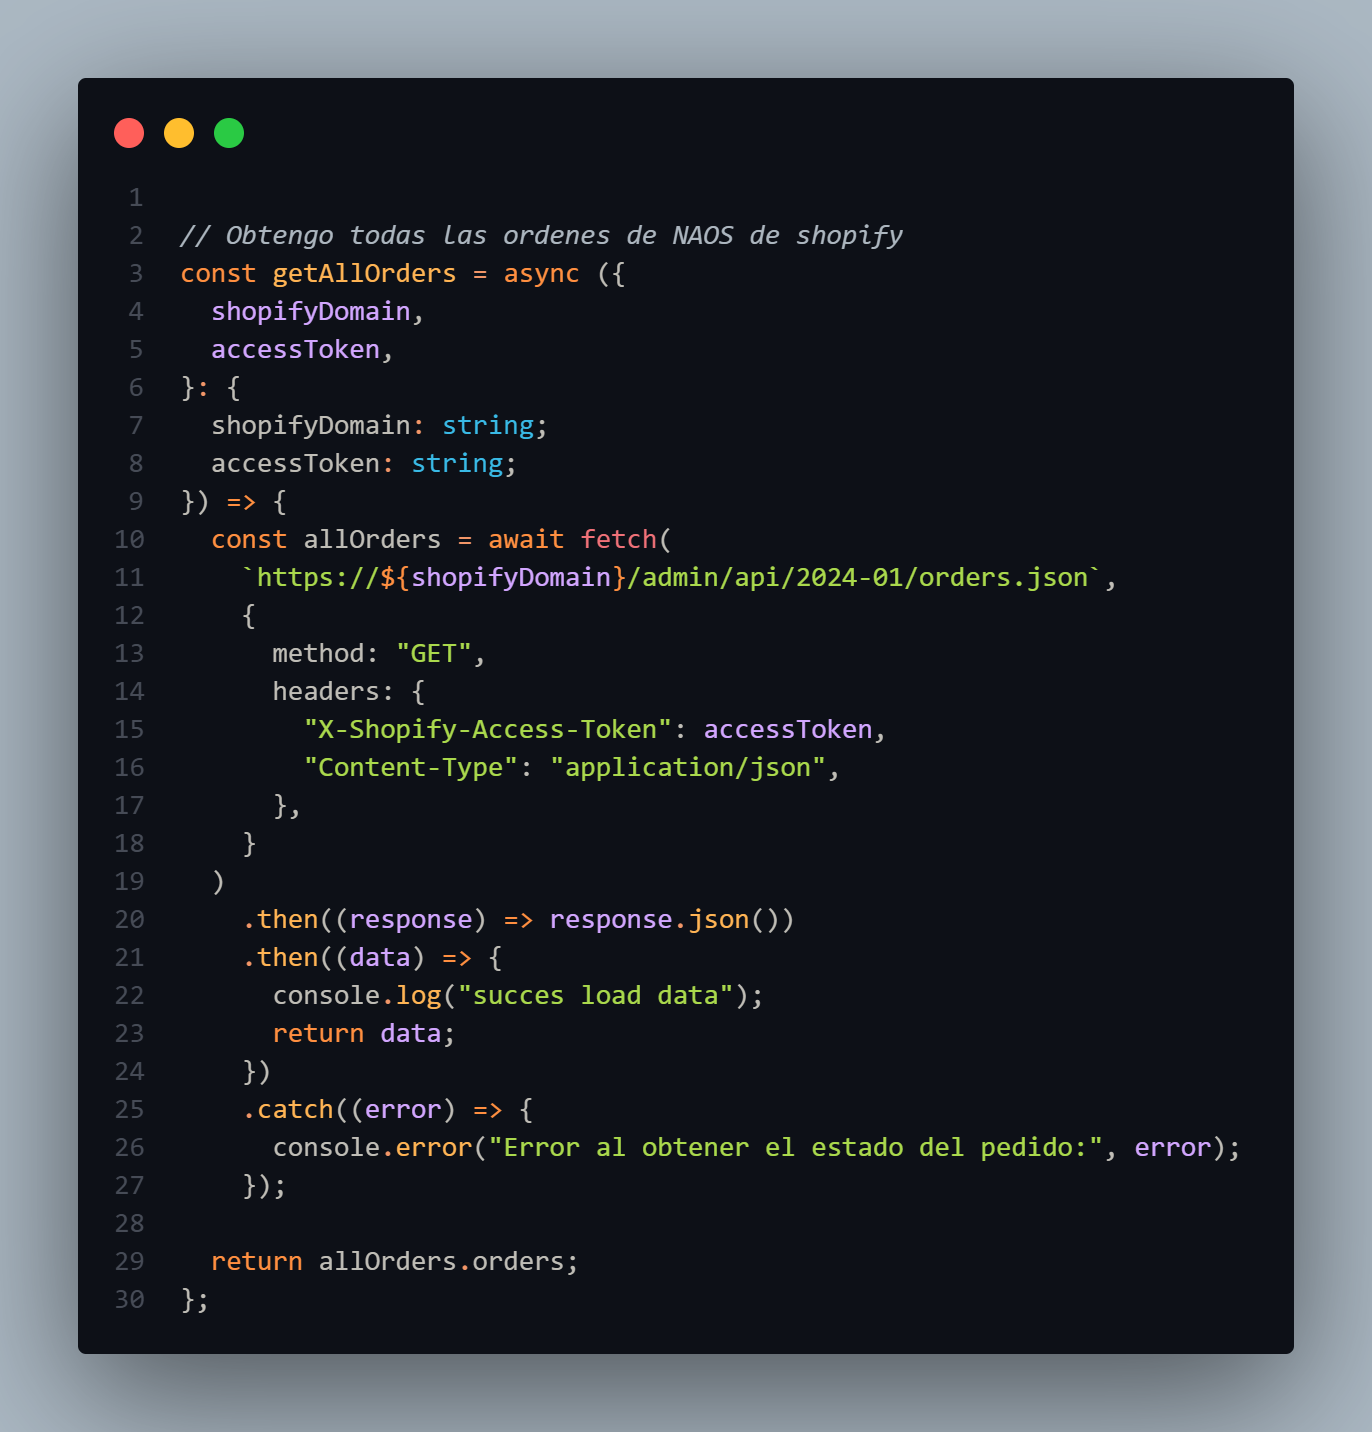 1
2 // Obtengo todas las ordenes de NAOS de shopify
3 const getAllOrders = async ({
4   shopifyDomain,
5   accessToken,
6 }: {
7   shopifyDomain: string;
8   accessToken: string;
9 }) => {
10   const allOrders = await fetch(
11     `https://${shopifyDomain}/admin/api/2024-01/orders.json`,
12     {
13       method: "GET",
14       headers: {
15         "X-Shopify-Access-Token": accessToken,
16         "Content-Type": "application/json",
17       },
18     }
19   )
20     .then((response) => response.json())
21     .then((data) => {
22       console.log("succes load data");
23       return data;
24     })
25     .catch((error) => {
26       console.error("Error al obtener el estado del pedido:", error);
27     });
28
29   return allOrders.orders;
30 };